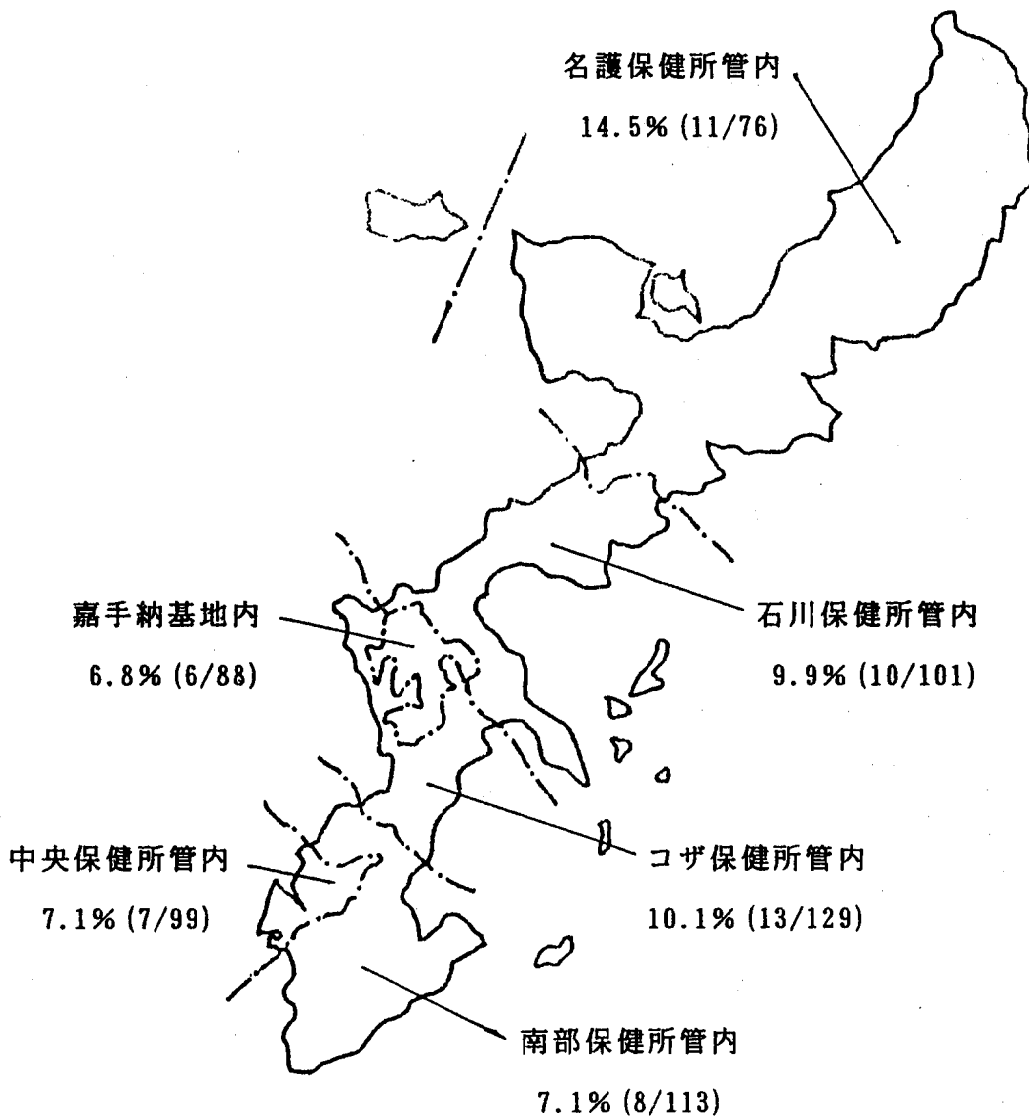 名護保健所管内
14.5% (11/76)
嘉手納基地内
6.8% (6/88)
石川保健所管内
9.9% (10/101)
中央保健所管内
7.1% (7/99)
コザ保健所管内
10.1% (13/129)
南部保健所管内
7.1% (8/113)